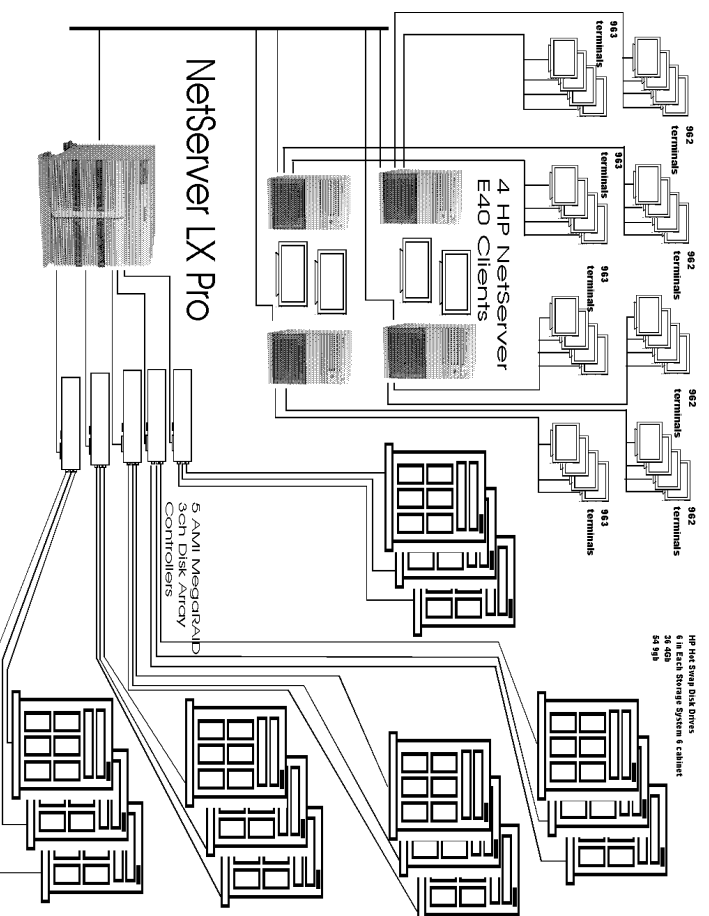 HP Hot Swap Disk Drives
6 in Each Storage System 6 cabinet
36 4Gb
54 9gb
962
terminals
962
terminals
962
terminals
962
terminals
963
terminals
963
terminals
963
terminals
963
terminals
4 HP NetServer
E40 Clients
NetServer LX Pro
5 AMI MegaRAID
3ch Disk Array
Controllers